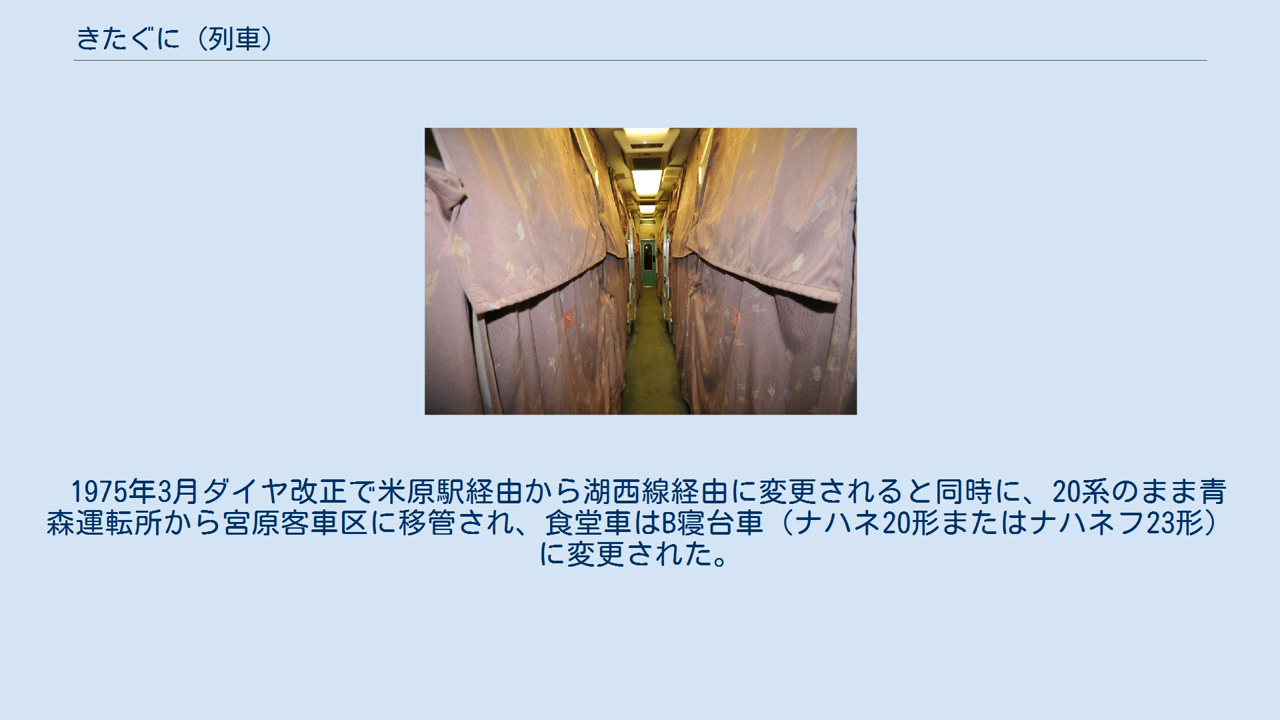 きたぐに（列車）
1975年3月ダイヤ改正で米原駅経由から湖西線経由に変更されると同時に、20系のまま青
森運転所から宮原客車区に移管され、食堂車はB寝台車（ナハネ20形またはナハネフ23形）
に変更された。